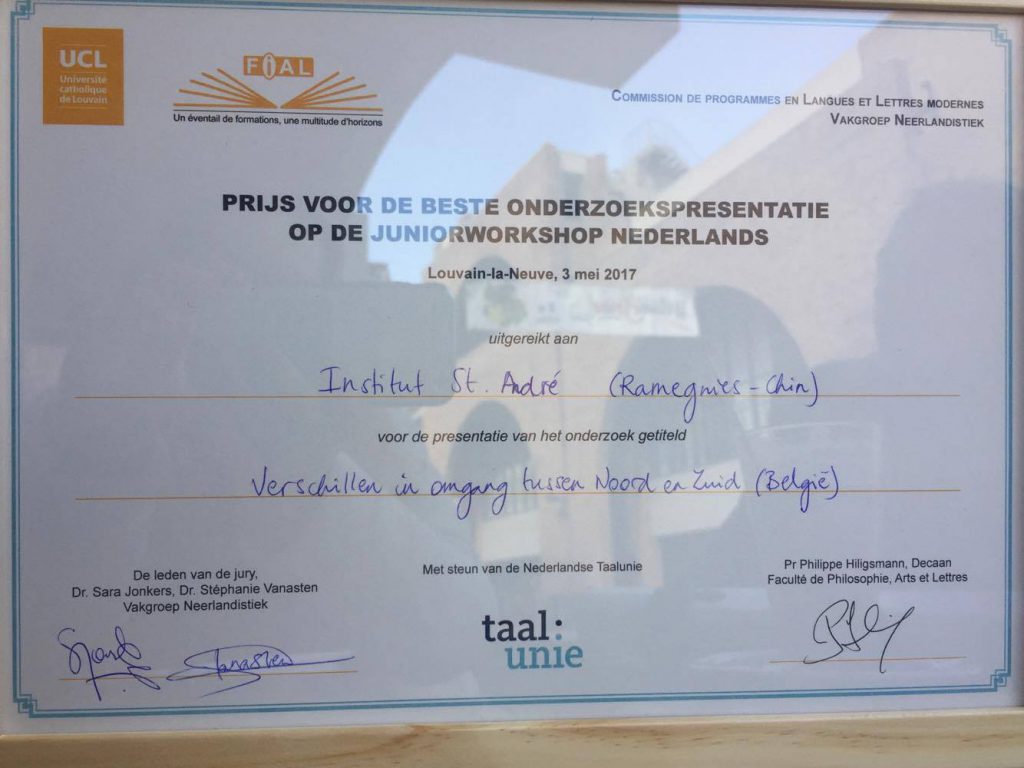 UCL
Université
catholique
de Louvain
FIAL
Un éventail de formations, une multitude d'horizons
Commission de programmes en Langues et Lettres modernes
Vakgroep Neerlandistiek
PRIJS VOOR DE BESTE ONDERZOEKSPRESENTATIE
OP DE JUNIORWORKSHOP NEDERLANDS
Louvain-la-Neuve, 3 mei 2017
uitgereikt aan
Institut St. André (Ramegnies-Chin)
voor de presentatie van het onderzoek getiteld
Verschillen in omgang tussen Noord en Zuid (België)
De leden van de jury,
Dr. Sara Jonkers, Dr. Stéphanie Vanasten
Vakgroep Neerlandistiek
Met steun van de Nederlandse Taalunie
taal:
unie
Pr Philippe Hiligsmann, Decaan
Faculté de Philosophie, Arts et Lettres